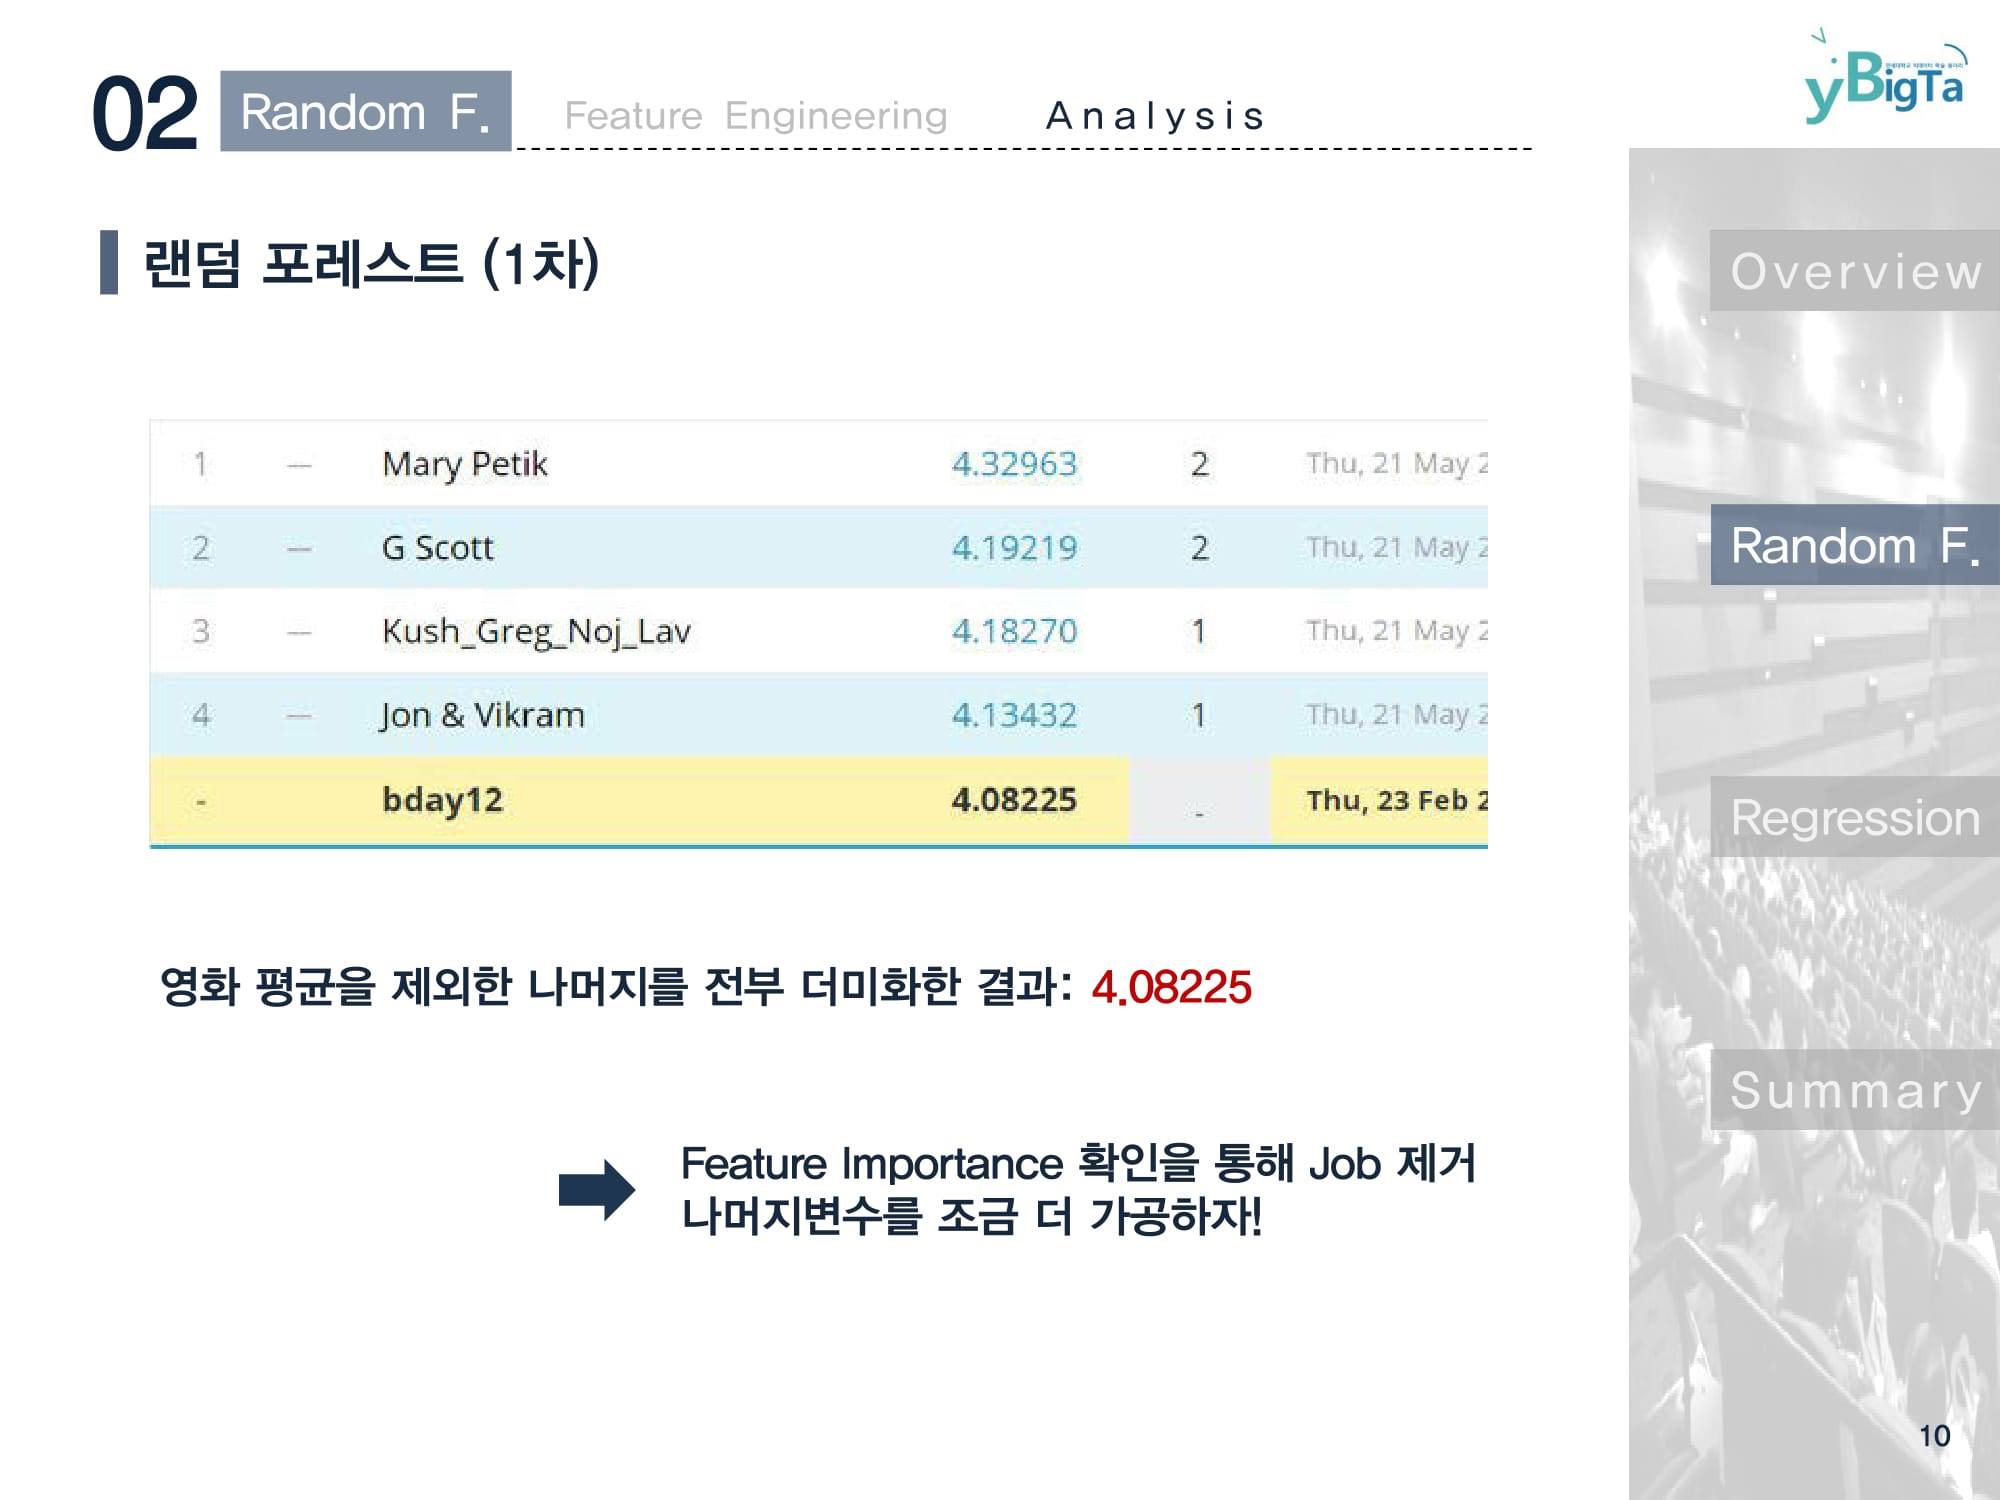 02 Random F. Feature Engineering Analysis
yBigTa
랜덤 포레스트 (1차)
1 — Mary Petik 4.32963 2 Thu, 21 May 2
2 — G Scott 4.19219 2 Thu, 21 May 2
3 — Kush_Greg_Noj_Lav 4.18270 1 Thu, 21 May 2
4 — Jon & Vikram 4.13432 1 Thu, 21 May 2
- bday12 4.08225 - Thu, 23 Feb 2
영화 평균을 제외한 나머지를 전부 더미화한 결과: 4.08225
Feature Importance 확인을 통해 Job 제거
나머지변수를 조금 더 가공하자!
Overview
Random F.
Regression
Summary
10